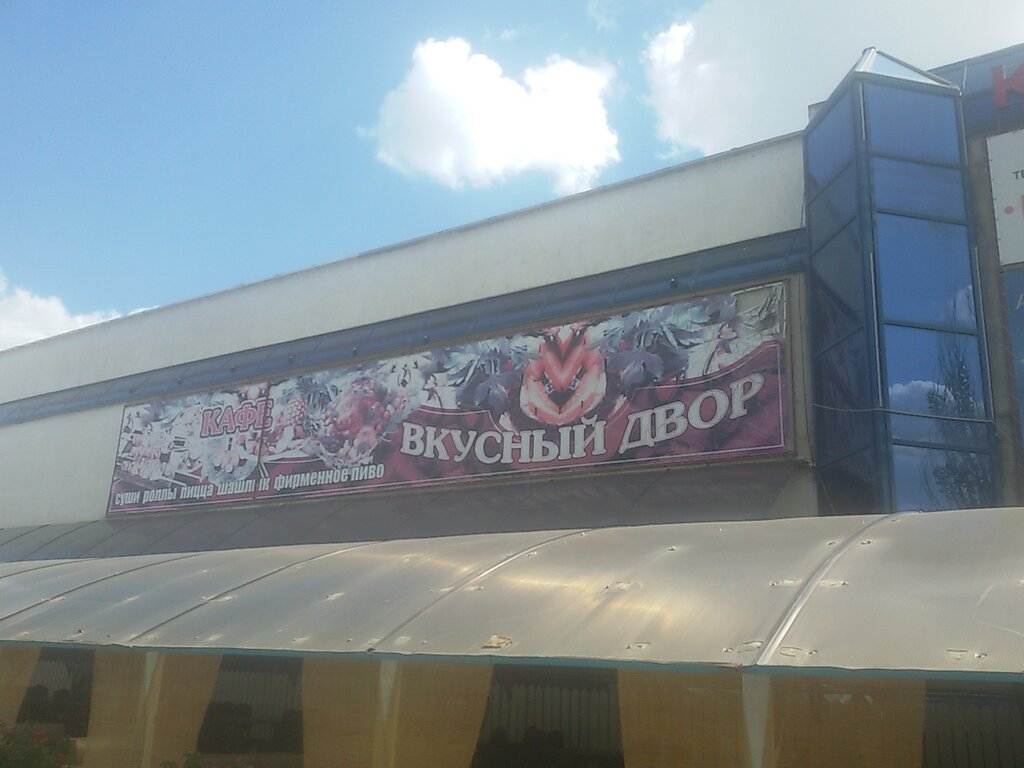 КАФЕ
ВКУСНЫЙ ДВОР
суши роллы пицца шашлык фирменное пиво